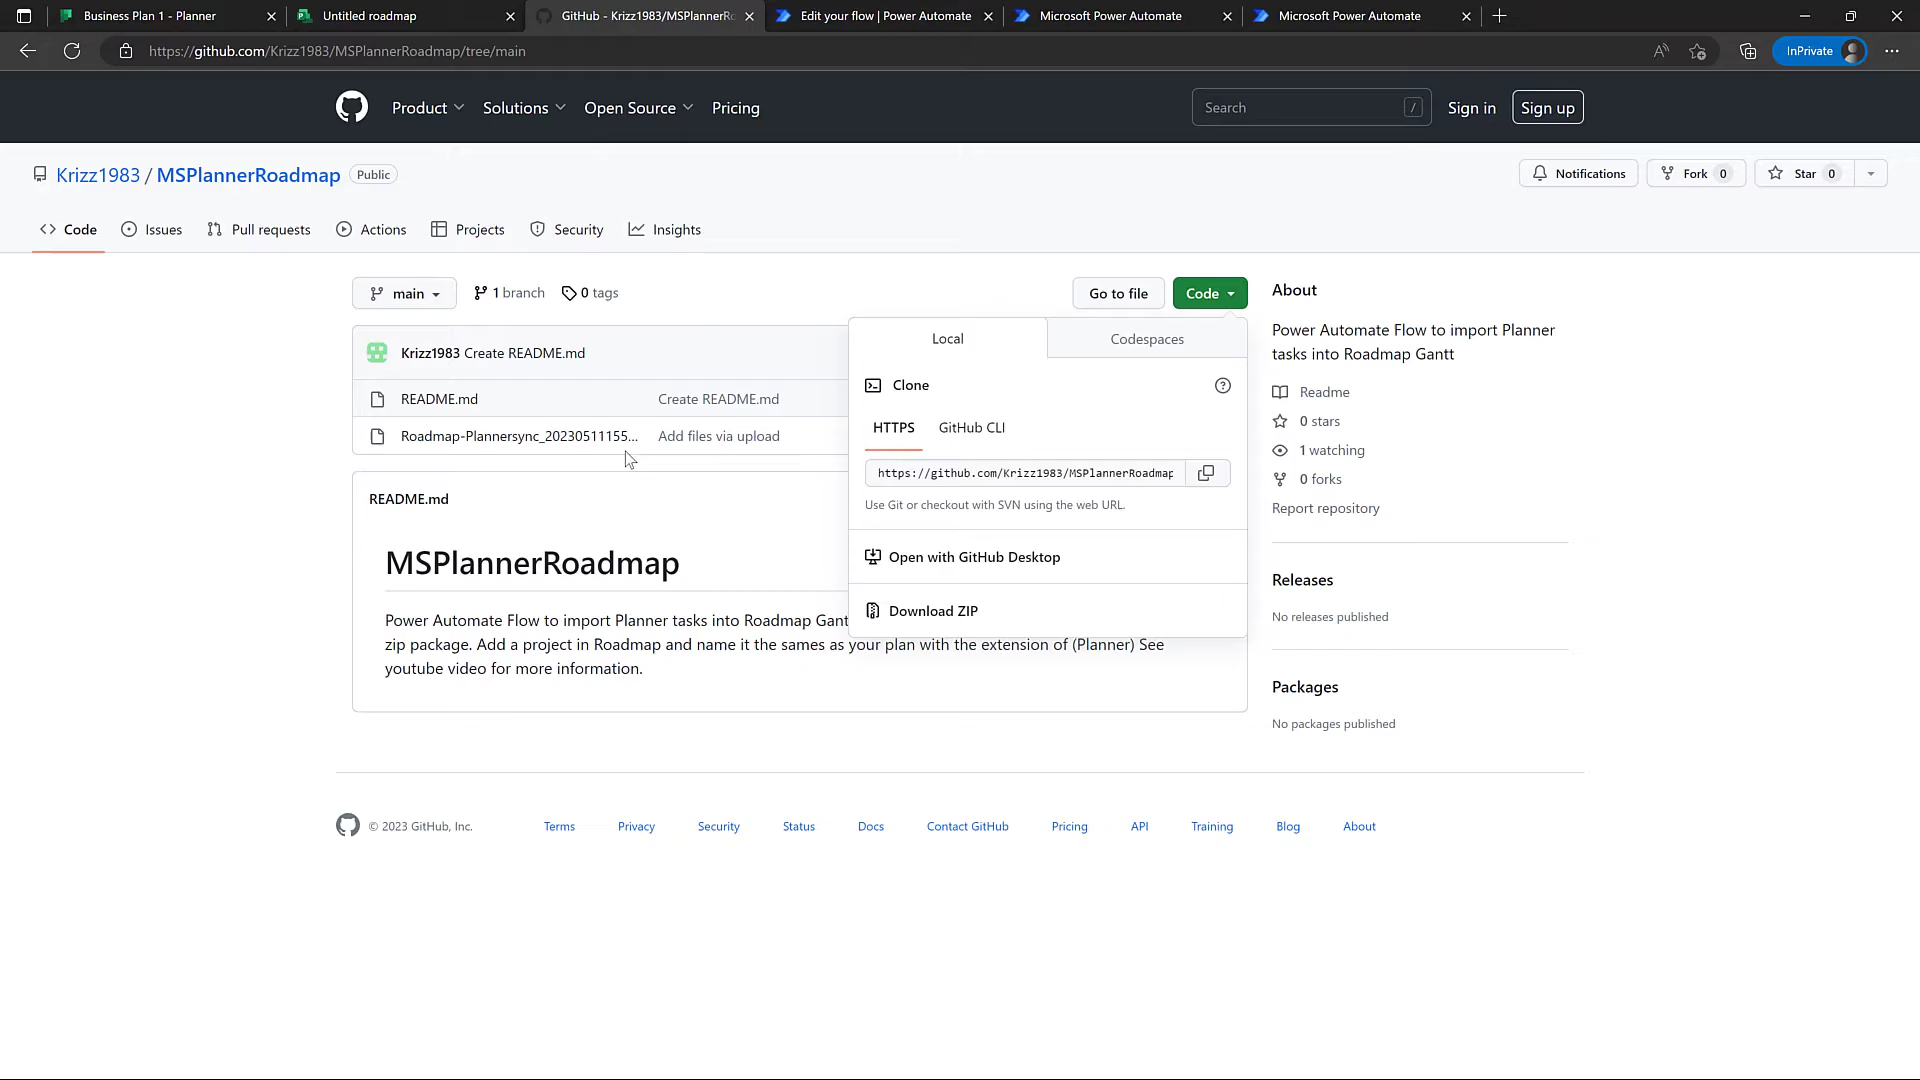 Business Plan 1 - Planner
Untitled roadmap
GitHub - Krizz1983/MSPlannerRo
Edit your flow | Power Automate
Microsoft Power Automate
Microsoft Power Automate
https://github.com/Krizz1983/MSPlannerRoadmap/tree/main
InPrivate
Product
Solutions
Open Source
Pricing
Search
/
Sign in
Sign up
Krizz1983 / MSPlannerRoadmap
Public
Notifications
Fork 0
Star 0
Code
Issues
Pull requests
Actions
Projects
Security
Insights
main
1 branch
0 tags
Go to file
Code
Krizz1983 Create README.md
README.md
Create README.md
Roadmap-Plannersync_20230511155...
Add files via upload
Local
Codespaces
Clone
HTTPS
GitHub CLI
https://github.com/Krizz1983/MSPlannerRoadmap
Use Git or checkout with SVN using the web URL.
Open with GitHub Desktop
Download ZIP
README.md
MSPlannerRoadmap
Power Automate Flow to import Planner tasks into Roadmap Gant
zip package. Add a project in Roadmap and name it the sames as your plan with the extension of (Planner) See
youtube video for more information.
About
Power Automate Flow to import Planner
tasks into Roadmap Gantt
Readme
0 stars
1 watching
0 forks
Report repository
Releases
No releases published
Packages
No packages published
© 2023 GitHub, Inc.
Terms
Privacy
Security
Status
Docs
Contact GitHub
Pricing
API
Training
Blog
About